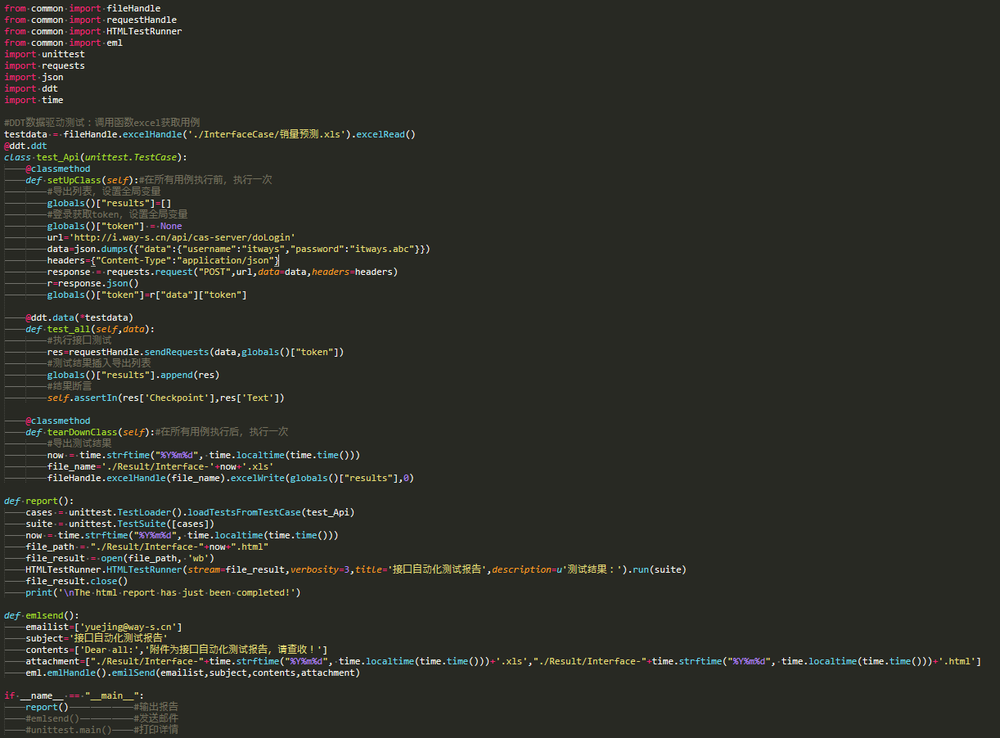 from common import fileHandle
from common import requestHandle
from common import HTMLTestRunner
from common import eml
import unittest
import requests
import json
import ddt
import time
#DDT数据驱动测试：调用函数excel获取用例
testdata = fileHandle.excelHandle('./InterfaceCase/销量预测.xls').excelRead()
@ddt.ddt
class test_Api(unittest.TestCase):
@classmethod
def setUpClass(self):#在所有用例执行前，执行一次
#导出列表，设置全局变量
globals()["results"]=[]
#登录获取token，设置全局变量
globals()["token"] = None
url='http://i.way-s.cn/api/cas-server/doLogin'
data=json.dumps({"data":{"username":"itways","password":"itways.abc"}})
headers={"Content-Type":"application/json"}
response = requests.request("POST",url,data=data,headers=headers)
r=response.json()
globals()["token"]=r["data"]["token"]
@ddt.data(*testdata)
def test_all(self,data):
#执行接口测试
res=requestHandle.sendRequests(data,globals()["token"])
#测试结果插入导出列表
globals()["results"].append(res)
#结果断言
self.assertIn(res['Checkpoint'],res['Text'])
@classmethod
def tearDownClass(self):#在所有用例执行后，执行一次
#导出测试结果
now = time.strftime("%Y%m%d", time.localtime(time.time()))
file_name='./Result/Interface-'+now+'.xls'
fileHandle.excelHandle(file_name).excelWrite(globals()["results"],0)
def report():
cases = unittest.TestLoader().loadTestsFromTestCase(test_Api)
suite = unittest.TestSuite([cases])
now = time.strftime("%Y%m%d", time.localtime(time.time()))
file_path = "./Result/Interface-"+now+".html"
file_result = open(file_path, 'wb')
HTMLTestRunner.HTMLTestRunner(stream=file_result,verbosity=3,title='接口自动化测试报告',description=u'测试结果：').run(suite)
file_result.close()
print('\nThe html report has just been completed!')
def emlsend():
emailist=['yuejing@way-s.cn']
subject='接口自动化测试报告'
contents=['Dear all:','附件为接口自动化测试报告，请查收！']
attachment=["./Result/Interface-"+time.strftime("%Y%m%d", time.localtime(time.time()))+'.xls',"./Result/Interface-"+time.strftime("%Y%m%d", time.localtime(time.time()))+'.html']
eml.emlHandle().emilSend(emailist,subject,contents,attachment)
if __name__ == "__main__":
report() #输出报告
#emlsend() #发送邮件
#unittest.main() #打印详情